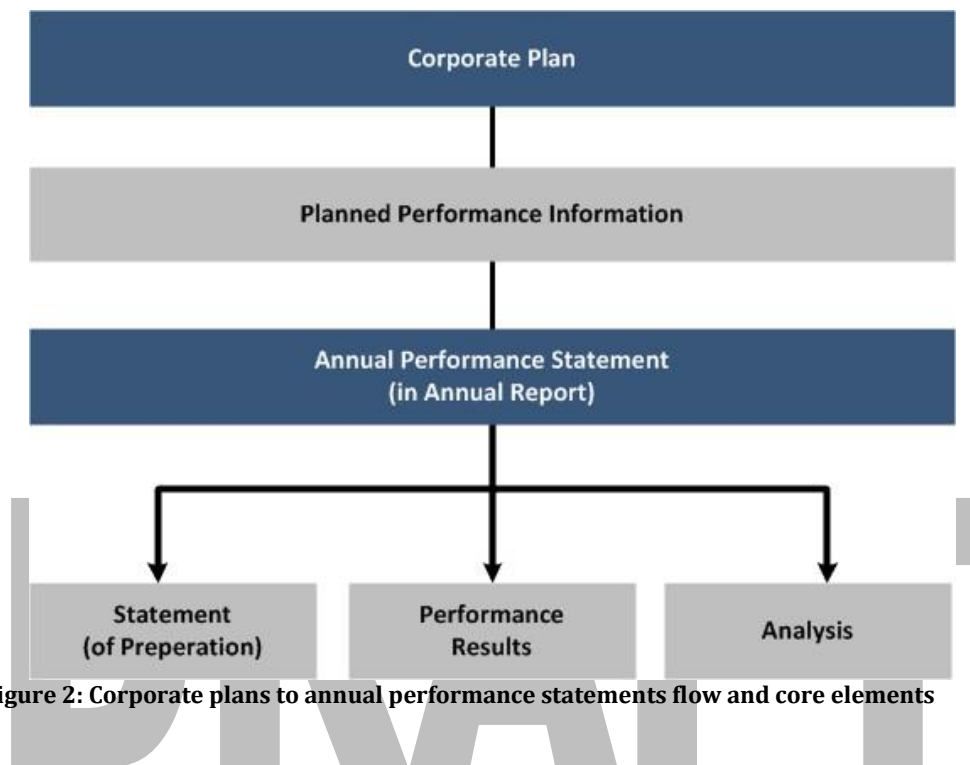 Corporate Plan
Planned Performance Information
Annual Performance Statement
(in Annual Report)
Statement
(of Preperation)
Performance
Results
Analysis
igure 2: Corporate plans to annual performance statements flow and core elements
DRAFT